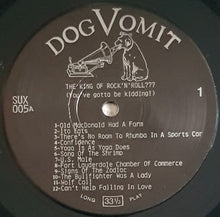 DOG VOMIT
THE KING OF ROCK'N'ROLL???
(You've gotta be kidding!)
SUX
005A
1
1-Old MacDonald Had A Farm
2-Ito Eats
3-There's No Room To Rhumba In A Sports Car
4-Confidence
5-Yoga Is As Yoga Does
6-Song Of The Shrimp
7-U.S. Male
8-Fort Lauderdale Chamber Of Commerce
9-Signs Of The Zodiac
10-The Bullfighter Was A Lady
11-Wolf Call
12-Can't Help Falling In Love
LONG 33⅓ PLAY